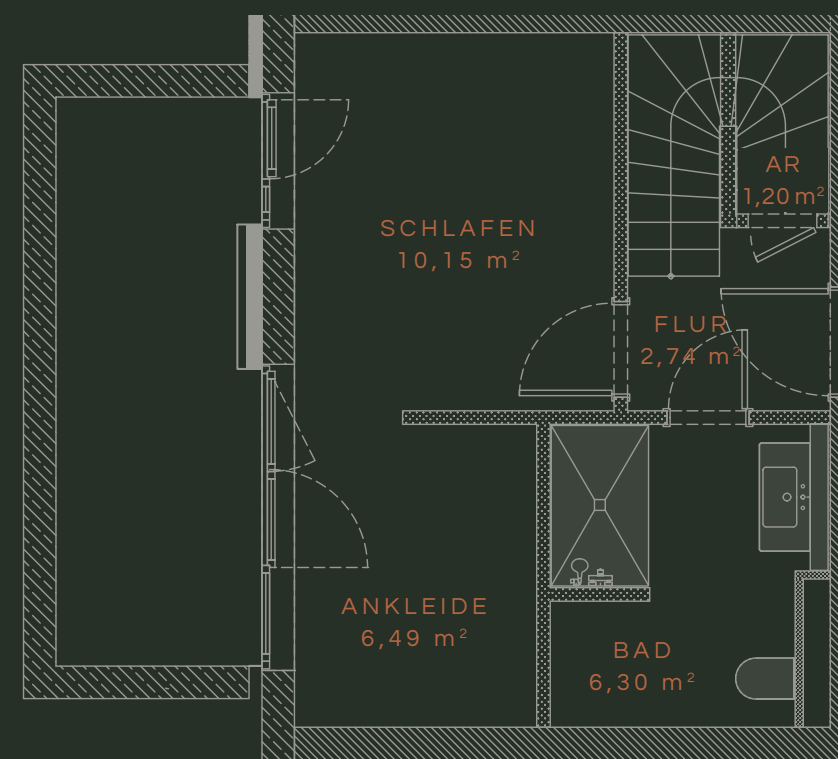 AR
1,20 m²
SCHLAFEN
10,15 m²
FLUR
2,74 m²
ANKLEIDE
6,49 m²
BAD
6,30 m²